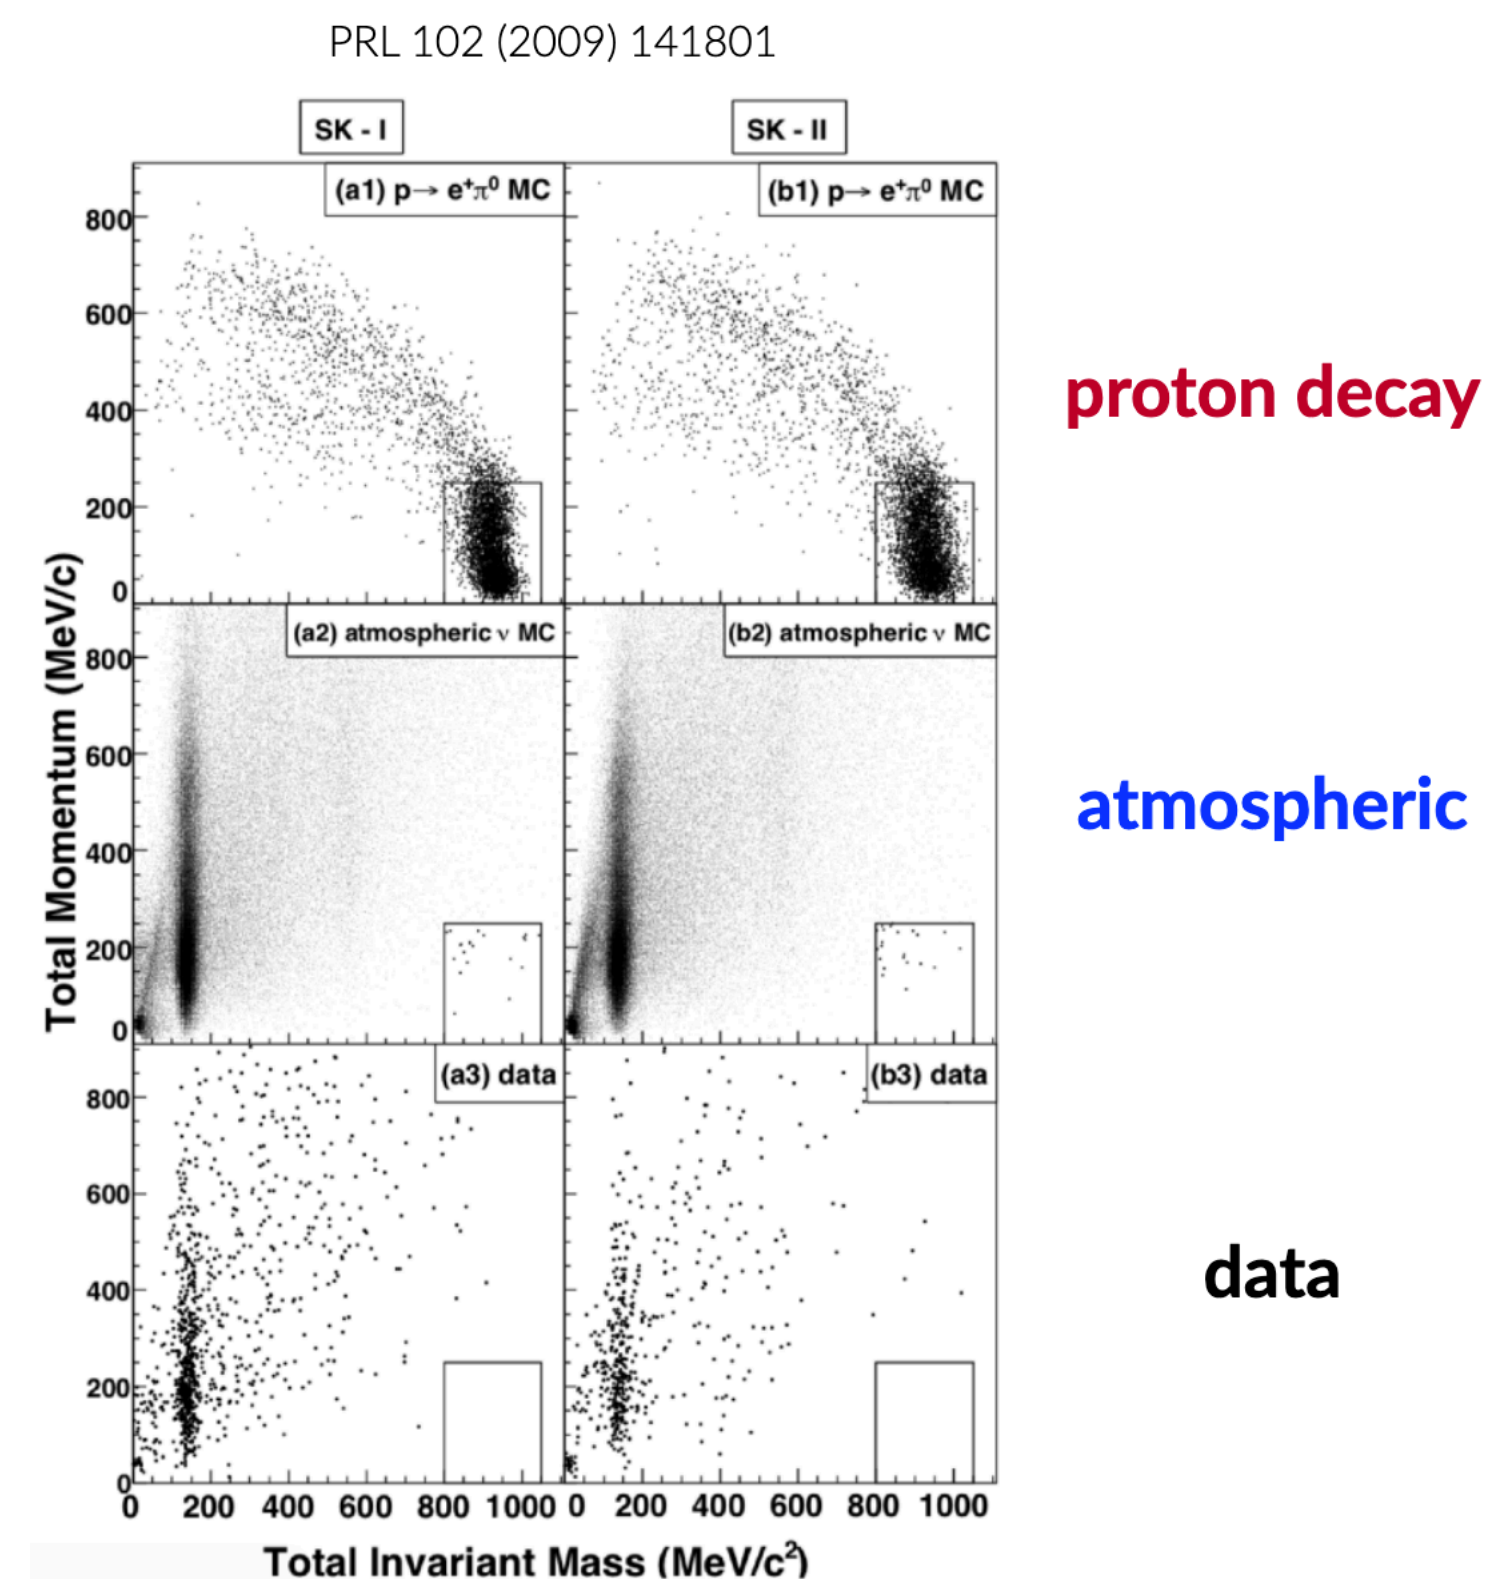 PRL 102 (2009) 141801
SK - I
SK - II
(a1) p→ e⁺π⁰ MC
(b1) p→ e⁺π⁰ MC
800
600
400
200
0
proton decay
(a2) atmospheric ν MC
(b2) atmospheric ν MC
800
600
400
200
0
atmospheric
Total Momentum (MeV/c)
(a3) data
(b3) data
800
600
400
200
0
data
0 200 400 600 800 1000 0 200 400 600 800 1000
Total Invariant Mass (MeV/c²)